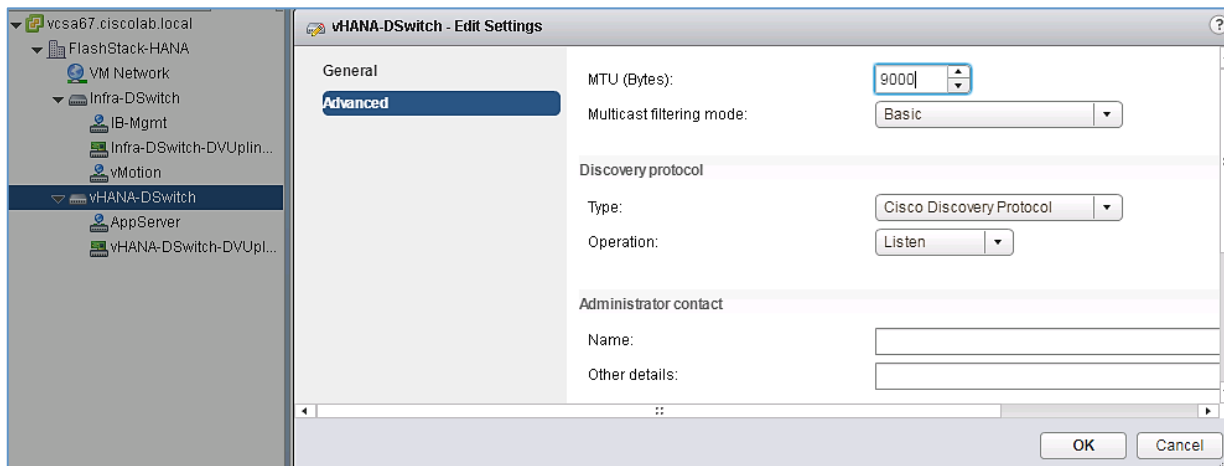 vcsa67.ciscolab.local
FlashStack-HANA
VM Network
Infra-DSwitch
IB-Mgmt
Infra-DSwitch-DVUplin...
vMotion
vHANA-DSwitch
AppServer
vHANA-DSwitch-DVUpl...
vHANA-DSwitch - Edit Settings
?
General
Advanced
MTU (Bytes): 9000
Multicast filtering mode: Basic
Discovery protocol
Type: Cisco Discovery Protocol
Operation: Listen
Administrator contact
Name:
Other details:
OK Cancel